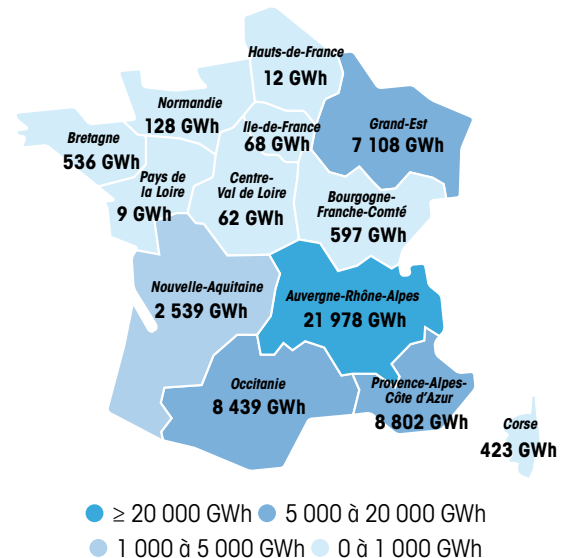 Hauts-de-France
12 GWh
Normandie
128 GWh
Ile-de-France
68 GWh
Grand-Est
7 108 GWh
Bretagne
536 GWh
Pays de
la Loire
9 GWh
Centre-
Val de Loire
62 GWh
Bourgogne-
Franche-Comté
597 GWh
Nouvelle-Aquitaine
2 539 GWh
Auvergne-Rhône-Alpes
21 978 GWh
Occitanie
8 439 GWh
Provence-Alpes-
Côte d'Azur
8 802 GWh
Corse
423 GWh
≥ 20 000 GWh 5 000 à 20 000 GWh
1 000 à 5 000 GWh 0 à 1 000 GWh